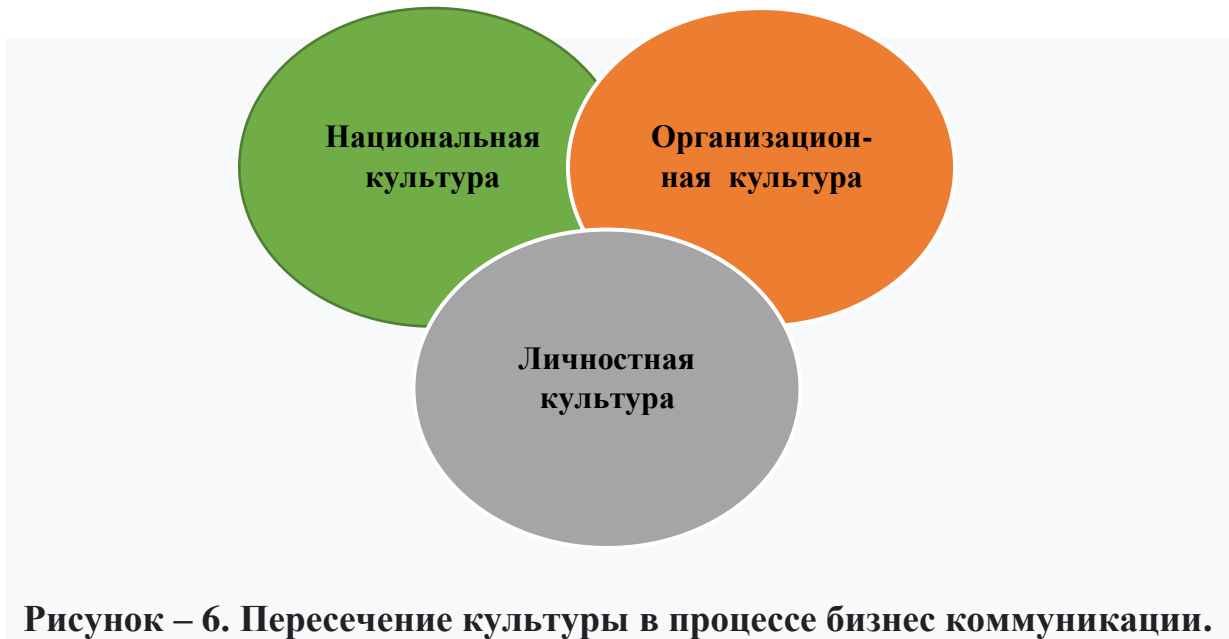 Национальная
культура
Организацион-
ная культура
Личностная
культура
Рисунок – 6. Пересечение культуры в процессе бизнес коммуникации.